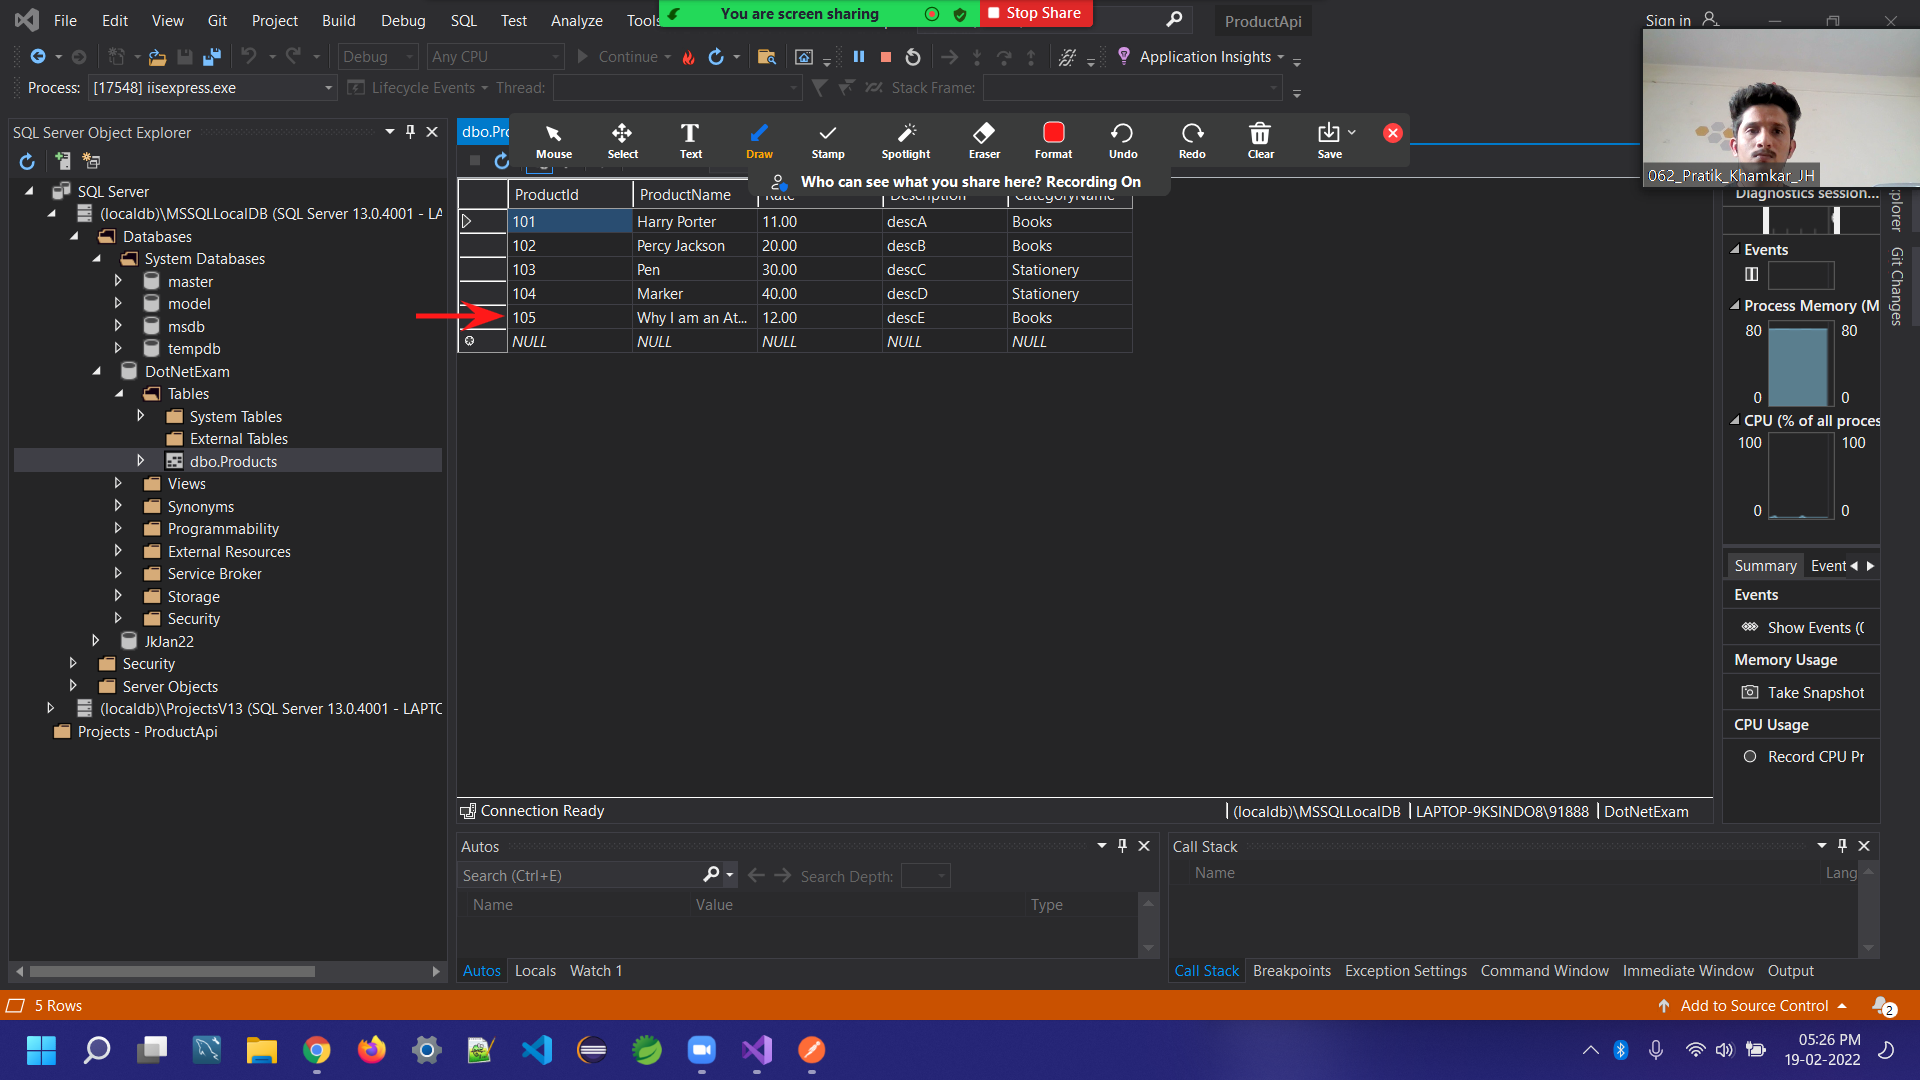 File Edit View Git Project Build Debug SQL Test Analyze Tools
You are screen sharing
Stop Share
ProductApi
Sign in
Debug
Any CPU
Continue
Application Insights
Process: [17548] iisexpress.exe
Lifecycle Events
Thread:
Stack Frame:
SQL Server Object Explorer
SQL Server
(localdb)\MSSQLLocalDB (SQL Server 13.0.4001 - LA
Databases
System Databases
master
model
msdb
tempdb
DotNetExam
Tables
System Tables
External Tables
dbo.Products
Views
Synonyms
Programmability
External Resources
Service Broker
Storage
Security
JkJan22
Security
Server Objects
(localdb)\ProjectsV13 (SQL Server 13.0.4001 - LAPTO
Projects - ProductApi
dbo.Pro
Mouse Select Text Draw Stamp Spotlight Eraser Format Undo Redo Clear Save
Who can see what you share here? Recording On
ProductId ProductName Rate Description CategoryName
101 Harry Porter 11.00 descA Books
102 Percy Jackson 20.00 descB Books
103 Pen 30.00 descC Stationery
104 Marker 40.00 descD Stationery
105 Why I am an At... 12.00 descE Books
NULL NULL NULL NULL NULL
Connection Ready
(localdb)\MSSQLLocalDB
LAPTOP-9KSINDO8\91888
DotNetExam
062_Pratik_Khamkar_JH
Diagnostics session...
Events
Process Memory (M
80 80
0 0
CPU (% of all proces
100 100
0 0
Summary Event
Events
Show Events (
Memory Usage
Take Snapshot
CPU Usage
Record CPU Pr
plorer
Git Changes
Autos
Search (Ctrl+E)
Search Depth:
Name Value Type
Autos Locals Watch 1
Call Stack
Name Lang
Call Stack Breakpoints Exception Settings Command Window Immediate Window Output
5 Rows
Add to Source Control
2
05:26 PM
19-02-2022